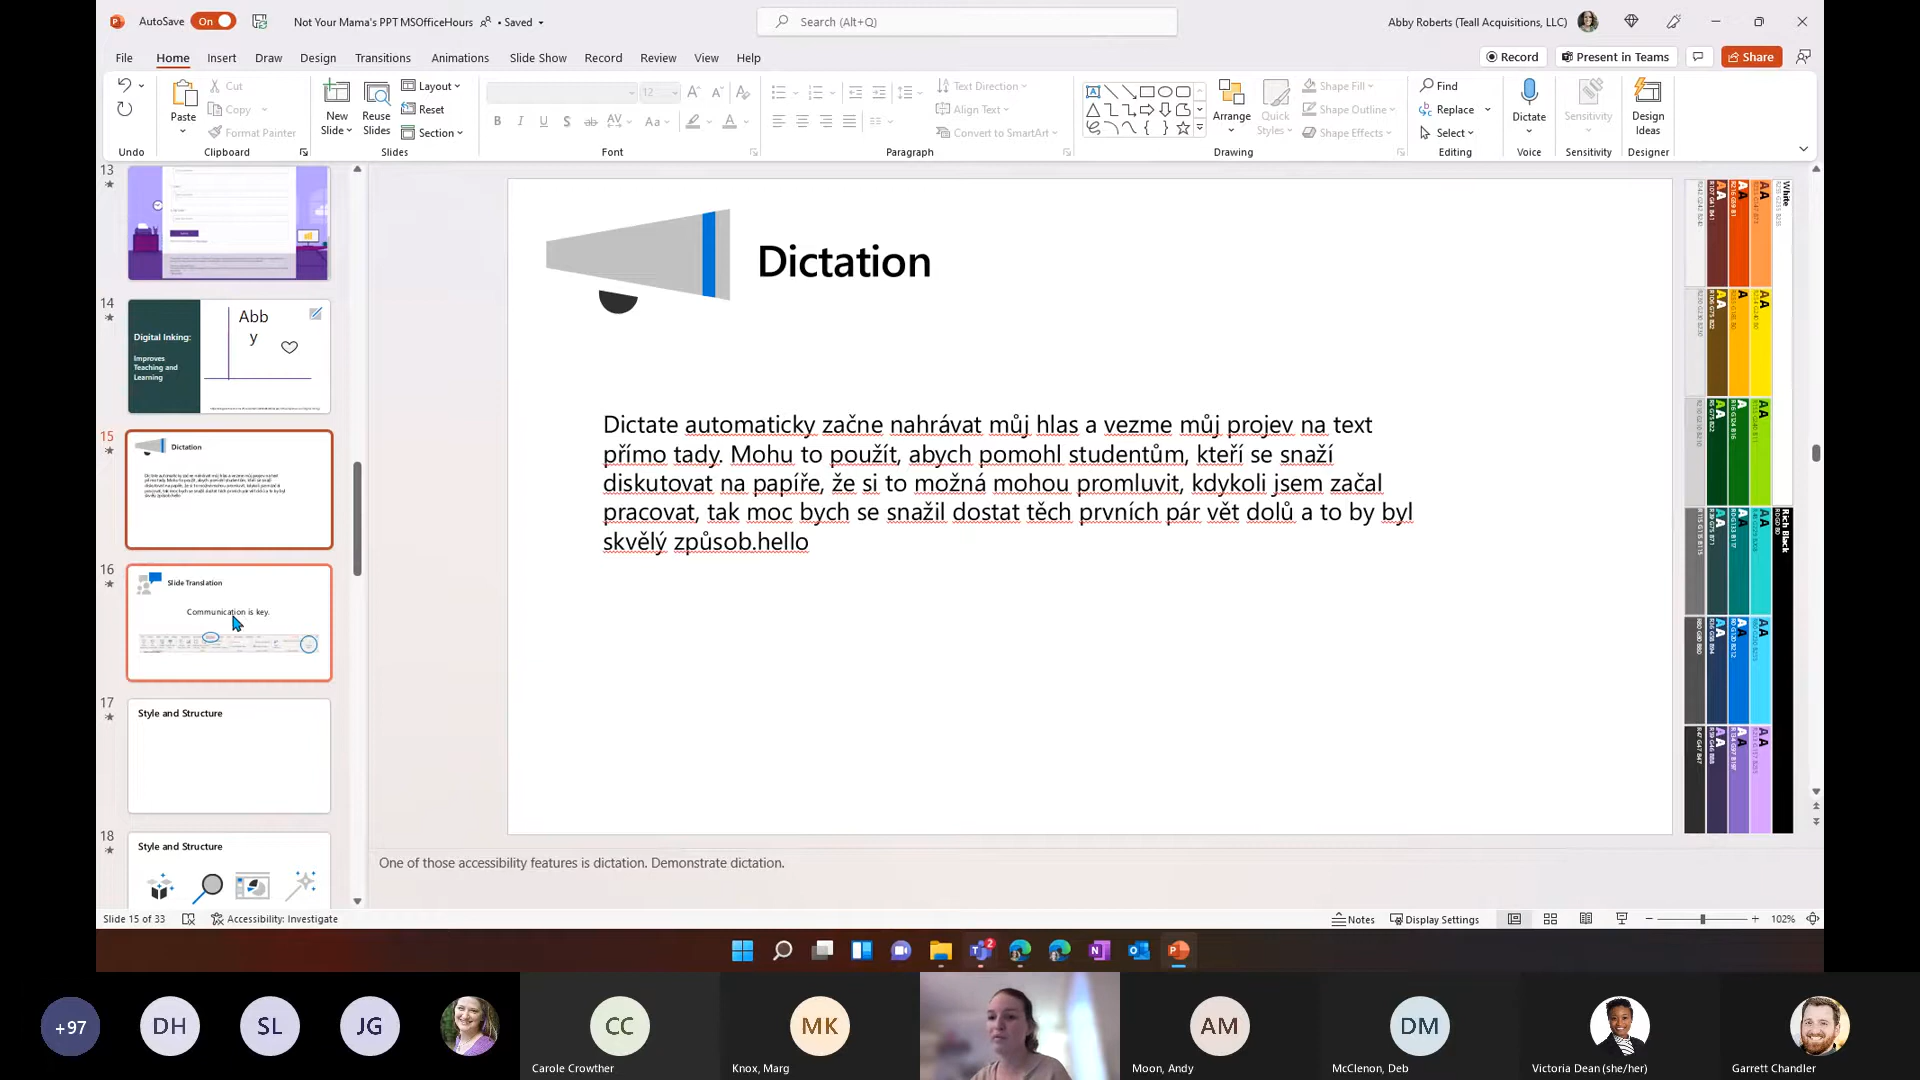 AutoSave On Not Your Mama's PPT MSOfficeHours • Saved Search (Alt+Q) Abby Roberts (Teall Acquisitions, LLC)
File Home Insert Draw Design Transitions Animations Slide Show Record Review View Help Record Present in Teams Share
Undo
Paste Cut Copy Format Painter
Clipboard
New Slide Reuse Slides Layout Reset Section
Slides
12
Font
Text Direction Align Text Convert to SmartArt
Paragraph
Arrange Quick Styles Shape Fill Shape Outline Shape Effects
Drawing
Find Replace Select
Editing
Dictate
Voice
Sensitivity
Sensitivity
Design Ideas
Designer
13
14
Digital Inking:
Improves
Teaching and
Learning
Abb
y
15
Dictation
16
Slide Translation
Communication is key.
17
Style and Structure
18
Style and Structure
Dictation
Dictate automaticky začne nahrávat můj hlas a vezme můj projev na text
přímo tady. Mohu to použít, abych pomohl studentům, kteří se snaží
diskutovat na papíře, že si to možná mohou promluvit, kdykoli jsem začal
pracovat, tak moc bych se snažil dostat těch prvních pár vět dolů a to by byl
skvělý způsob.hello
White
Rich Black
One of those accessibility features is dictation. Demonstrate dictation.
Slide 15 of 33 Accessibility: Investigate Notes Display Settings 102%
2
+97 DH SL JG CC MK AM DM
Carole Crowther Knox, Marg Moon, Andy McClenon, Deb Victoria Dean (she/her) Garrett Chandler